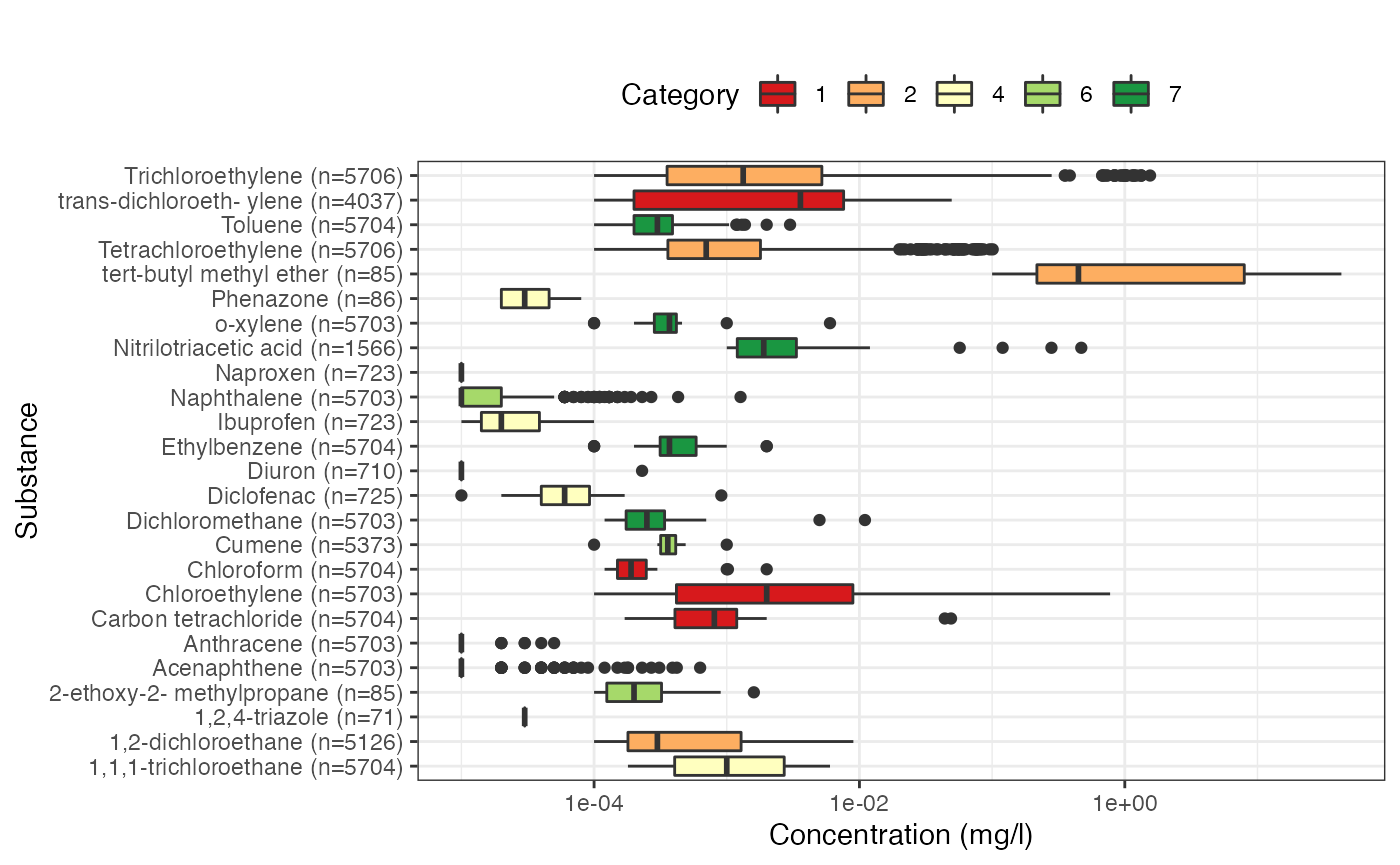 Category 1 2 4 6 7
Trichloroethylene (n=5706)
trans-dichloroeth- ylene (n=4037)
Toluene (n=5704)
Tetrachloroethylene (n=5706)
tert-butyl methyl ether (n=85)
Phenazone (n=86)
o-xylene (n=5703)
Nitrilotriacetic acid (n=1566)
Naproxen (n=723)
Naphthalene (n=5703)
Ibuprofen (n=723)
Ethylbenzene (n=5704)
Diuron (n=710)
Diclofenac (n=725)
Dichloromethane (n=5703)
Cumene (n=5373)
Chloroform (n=5704)
Chloroethylene (n=5703)
Carbon tetrachloride (n=5704)
Anthracene (n=5703)
Acenaphthene (n=5703)
2-ethoxy-2- methylpropane (n=85)
1,2,4-triazole (n=71)
1,2-dichloroethane (n=5126)
1,1,1-trichloroethane (n=5704)
Substance
1e-04 1e-02 1e+00
Concentration (mg/l)